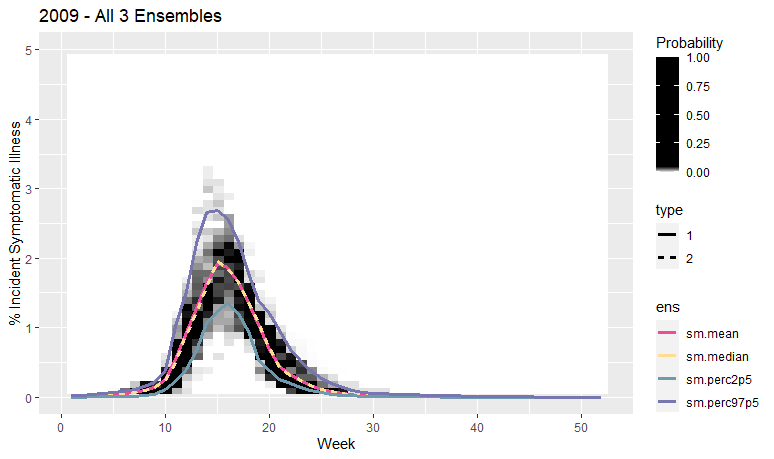 2009 - All 3 Ensembles
% Incident Symptomatic Illness
5
4
3
2
1
0
0 10 20 30 40 50
Week
Probability
1.00
0.75
0.50
0.25
0.00
type
1
2
ens
sm.mean
sm.median
sm.perc2p5
sm.perc97p5